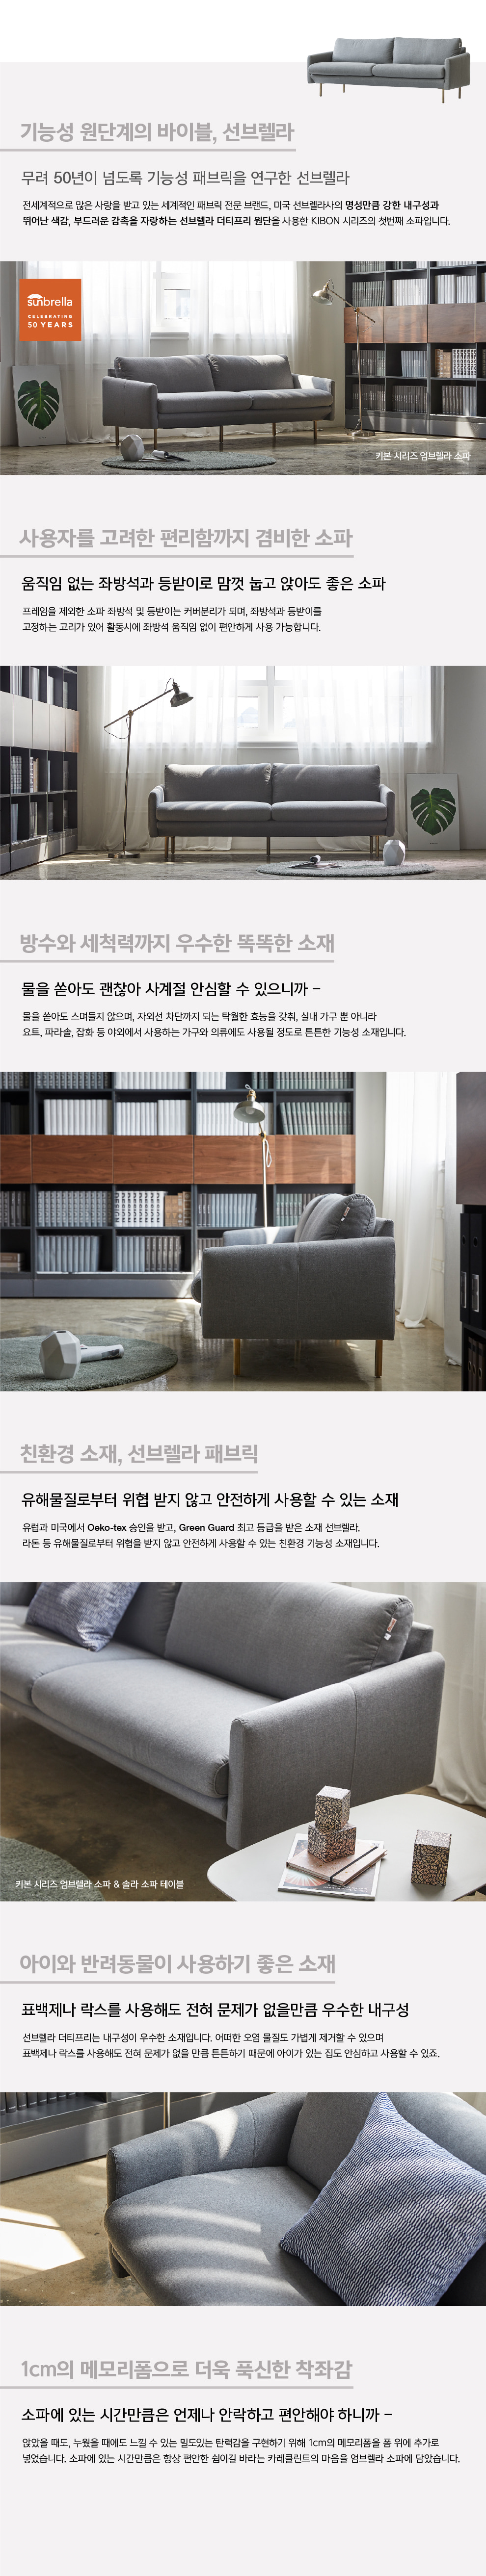 기능성 원단계의 바이블, 선브렐라
무려 50년이 넘도록 기능성 패브릭을 연구한 선브렐라
전세계적으로 많은 사랑을 받고 있는 세계적인 패브릭 전문 브랜드, 미국 선브렐라사의 명성만큼 강한 내구성과
뛰어난 색감, 부드러운 감촉을 자랑하는 선브렐라 더티프리 원단을 사용한 KIBON 시리즈의 첫번째 소파입니다.
sunbrella
CELEBRATING
50 YEARS
키본 시리즈 엄브렐라 소파
사용자를 고려한 편리함까지 겸비한 소파
움직임 없는 좌방석과 등받이로 맘껏 눕고 앉아도 좋은 소파
프레임을 제외한 소파 좌방석 및 등받이는 커버분리가 되며, 좌방석과 등받이를
고정하는 고리가 있어 활동시에 좌방석 움직임 없이 편안하게 사용 가능합니다.
방수와 세척력까지 우수한 똑똑한 소재
물을 쏟아도 괜찮아 사계절 안심할 수 있으니까 –
물을 쏟아도 스며들지 않으며, 자외선 차단까지 되는 탁월한 효능을 갖춰, 실내 가구 뿐 아니라
요트, 파라솔, 잡화 등 야외에서 사용하는 가구와 의류에도 사용될 정도로 튼튼한 기능성 소재입니다.
친환경 소재, 선브렐라 패브릭
유해물질로부터 위협 받지 않고 안전하게 사용할 수 있는 소재
유럽과 미국에서 Oeko-tex 승인을 받고, Green Guard 최고 등급을 받은 소재 선브렐라.
라돈 등 유해물질로부터 위협을 받지 않고 안전하게 사용할 수 있는 친환경 기능성 소재입니다.
키본 시리즈 엄브렐라 소파 & 솔라 소파 테이블
아이와 반려동물이 사용하기 좋은 소재
표백제나 락스를 사용해도 전혀 문제가 없을만큼 우수한 내구성
선브렐라 더티프리는 내구성이 우수한 소재입니다. 어떠한 오염 물질도 가볍게 제거할 수 있으며
표백제나 락스를 사용해도 전혀 문제가 없을 만큼 튼튼하기 때문에 아이가 있는 집도 안심하고 사용할 수 있죠.
1cm의 메모리폼으로 더욱 푹신한 착좌감
소파에 있는 시간만큼은 언제나 안락하고 편안해야 하니까 –
앉았을 때도, 누웠을 때에도 느낄 수 있는 밀도있는 탄력감을 구현하기 위해 1cm의 메모리폼을 폼 위에 추가로
넣었습니다. 소파에 있는 시간만큼은 항상 편안한 쉼이길 바라는 카레클린트의 마음을 엄브렐라 소파에 담았습니다.